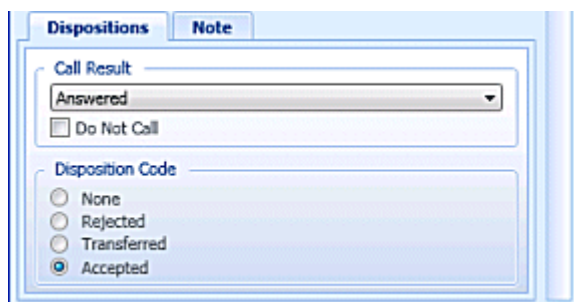 Dispositions Note
Call Result
Answered
Do Not Call
Disposition Code
None
Rejected
Transferred
Accepted